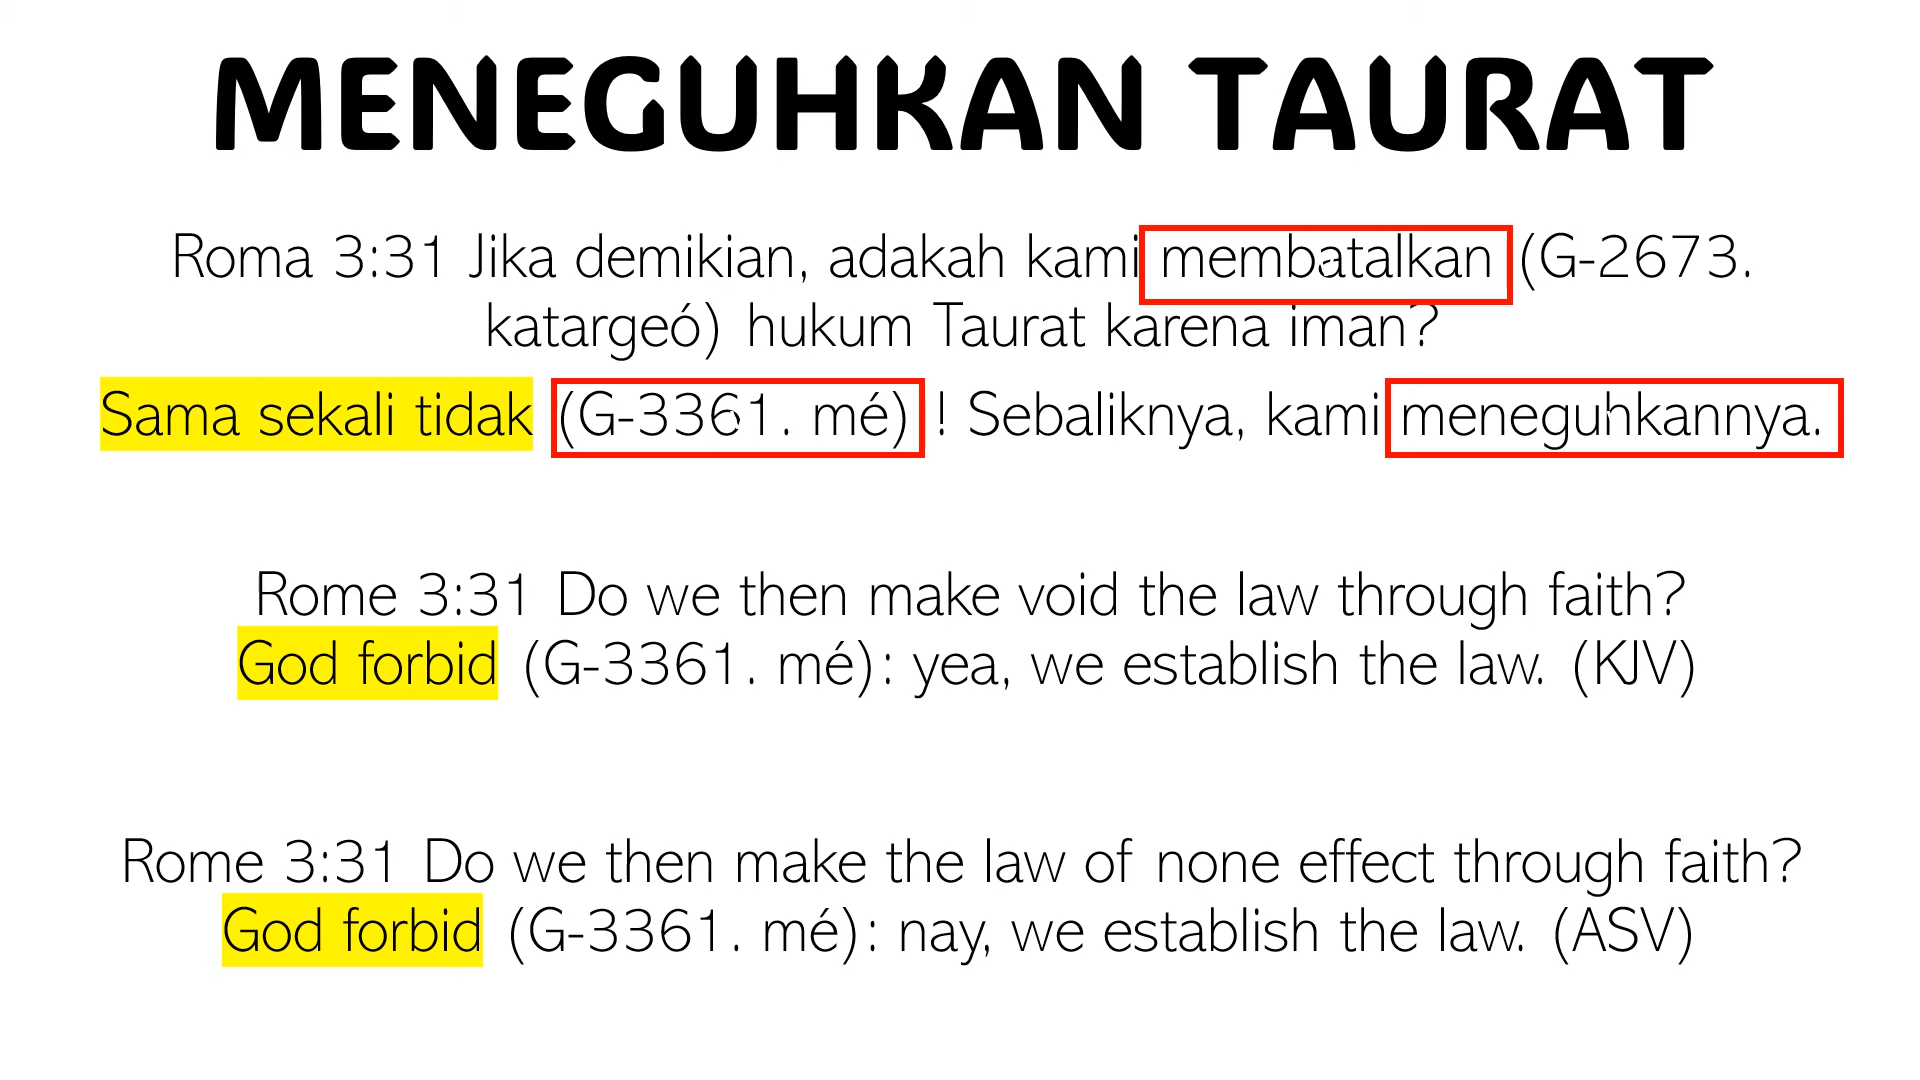 MENEGUHKAN TAURAT
Roma 3:31 Jika demikian, adakah kami membatalkan (G-2673.
katargeó) hukum Taurat karena iman?
Sama sekali tidak (G-3361. mé) ! Sebaliknya, kami meneguhkannya.
Rome 3:31 Do we then make void the law through faith?
God forbid (G-3361. mé): yea, we establish the law. (KJV)
Rome 3:31 Do we then make the law of none effect through faith?
God forbid (G-3361. mé): nay, we establish the law. (ASV)